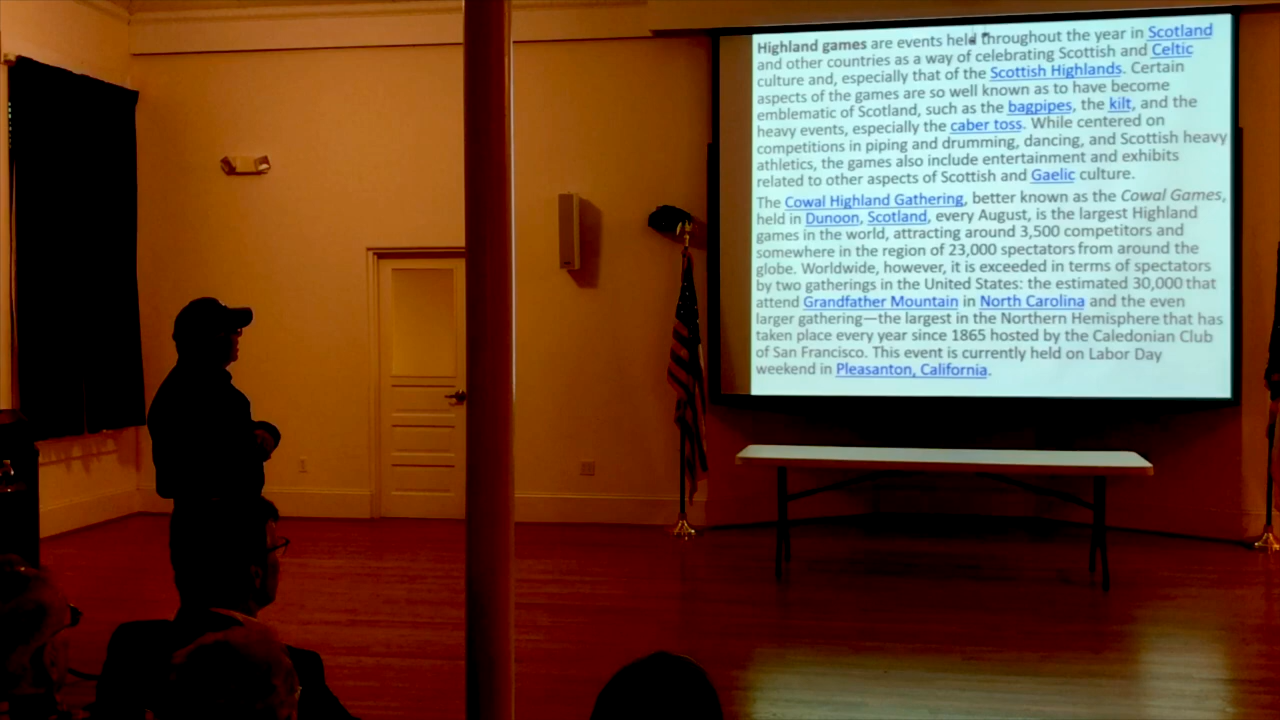 Highland games are events held throughout the year in Scotland
and other countries as a way of celebrating Scottish and Celtic
culture and, especially that of the Scottish Highlands. Certain
aspects of the games are so well known as to have become
emblematic of Scotland, such as the bagpipes, the kilt, and the
heavy events, especially the caber toss. While centered on
competitions in piping and drumming, dancing, and Scottish heavy
athletics, the games also include entertainment and exhibits
related to other aspects of Scottish and Gaelic culture.
The Cowal Highland Gathering, better known as the Cowal Games,
held in Dunoon, Scotland, every August, is the largest Highland
games in the world, attracting around 3,500 competitors and
somewhere in the region of 23,000 spectators from around the
globe. Worldwide, however, it is exceeded in terms of spectators
by two gatherings in the United States: the estimated 30,000 that
attend Grandfather Mountain in North Carolina and the even
larger gathering—the largest in the Northern Hemisphere that has
taken place every year since 1865 hosted by the Caledonian Club
of San Francisco. This event is currently held on Labor Day
weekend in Pleasanton, California.